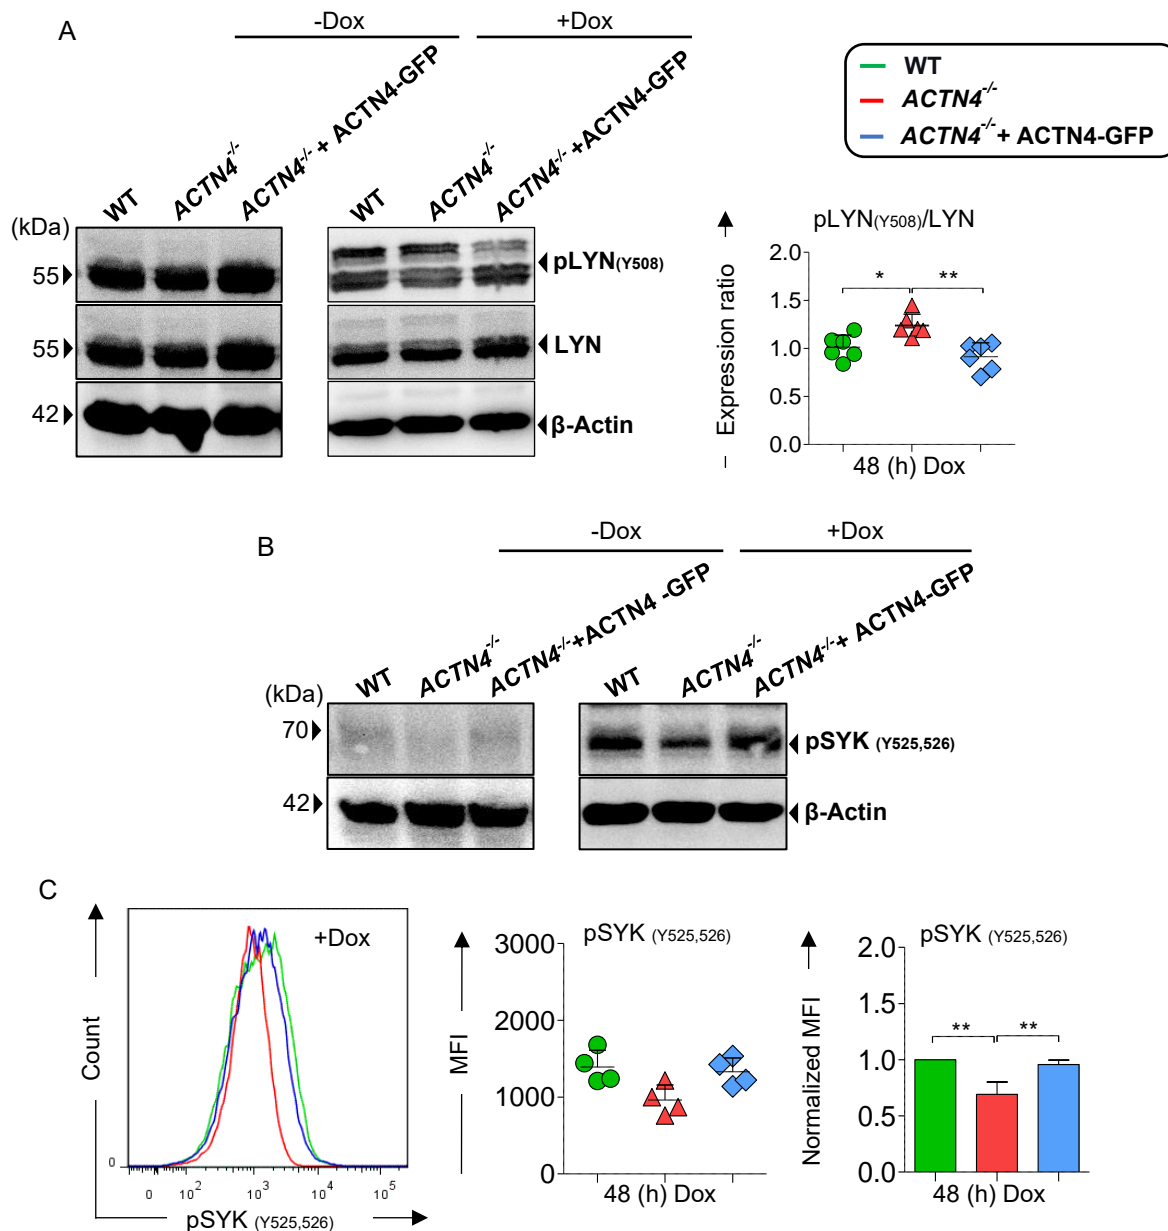 A
-Dox
+Dox
WT
ACTN4-/-
ACTN4-/- + ACTN4-GFP
WT
ACTN4-/-
ACTN4-/- +ACTN4-GFP
WT
ACTN4-/-
ACTN4-/- + ACTN4-GFP
(kDa)
55
pLYN(Y508)
55
LYN
42
β-Actin
pLYN(Y508)/LYN
Expression ratio
2.0
1.5
1.0
0.5
0.0
*
**
48 (h) Dox
B
-Dox
+Dox
WT
ACTN4-/-
ACTN4-/-+ACTN4 -GFP
WT
ACTN4-/-
ACTN4-/-+ ACTN4-GFP
(kDa)
70
pSYK (Y525,526)
42
β-Actin
C
+Dox
Count
0
0
10^2
10^3
10^4
10^5
pSYK (Y525,526)
pSYK (Y525,526)
MFI
3000
2000
1000
0
48 (h) Dox
pSYK (Y525,526)
Normalized MFI
2.0
1.5
1.0
0.5
0.0
**
**
48 (h) Dox